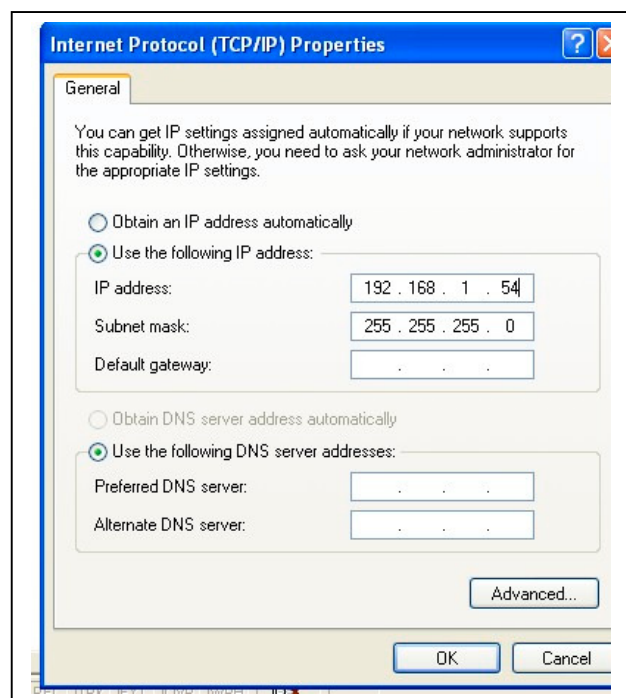 Internet Protocol (TCP/IP) Properties
General
You can get IP settings assigned automatically if your network supports
this capability. Otherwise, you need to ask your network administrator for
the appropriate IP settings.
Obtain an IP address automatically
Use the following IP address:
IP address: 192 . 168 . 1 . 54
Subnet mask: 255 . 255 . 255 . 0
Default gateway: . . .
Obtain DNS server address automatically
Use the following DNS server addresses:
Preferred DNS server: . . .
Alternate DNS server: . . .
Advanced...
OK Cancel